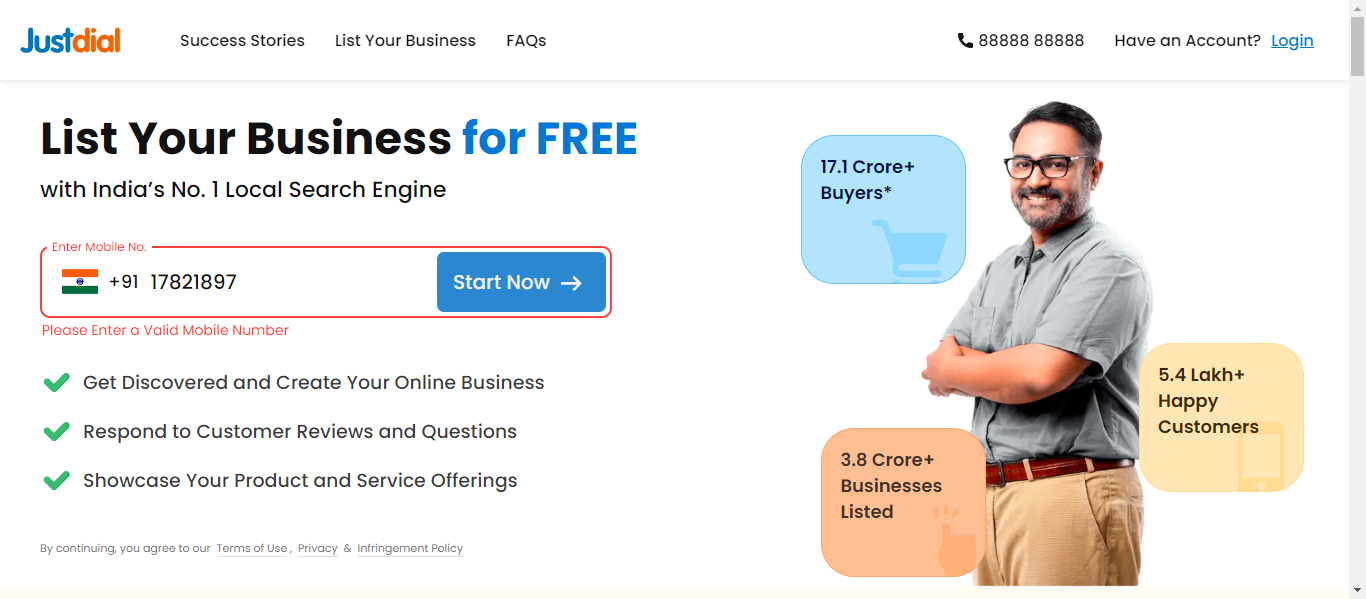 Justdial
Success Stories
List Your Business
FAQs
88888 88888
Have an Account? Login
List Your Business for FREE
with India’s No. 1 Local Search Engine
Enter Mobile No.
+91 17821897
Start Now
Please Enter a Valid Mobile Number
Get Discovered and Create Your Online Business
Respond to Customer Reviews and Questions
Showcase Your Product and Service Offerings
By continuing, you agree to our Terms of Use , Privacy & Infringement Policy
17.1 Crore+
Buyers*
5.4 Lakh+
Happy
Customers
3.8 Crore+
Businesses
Listed